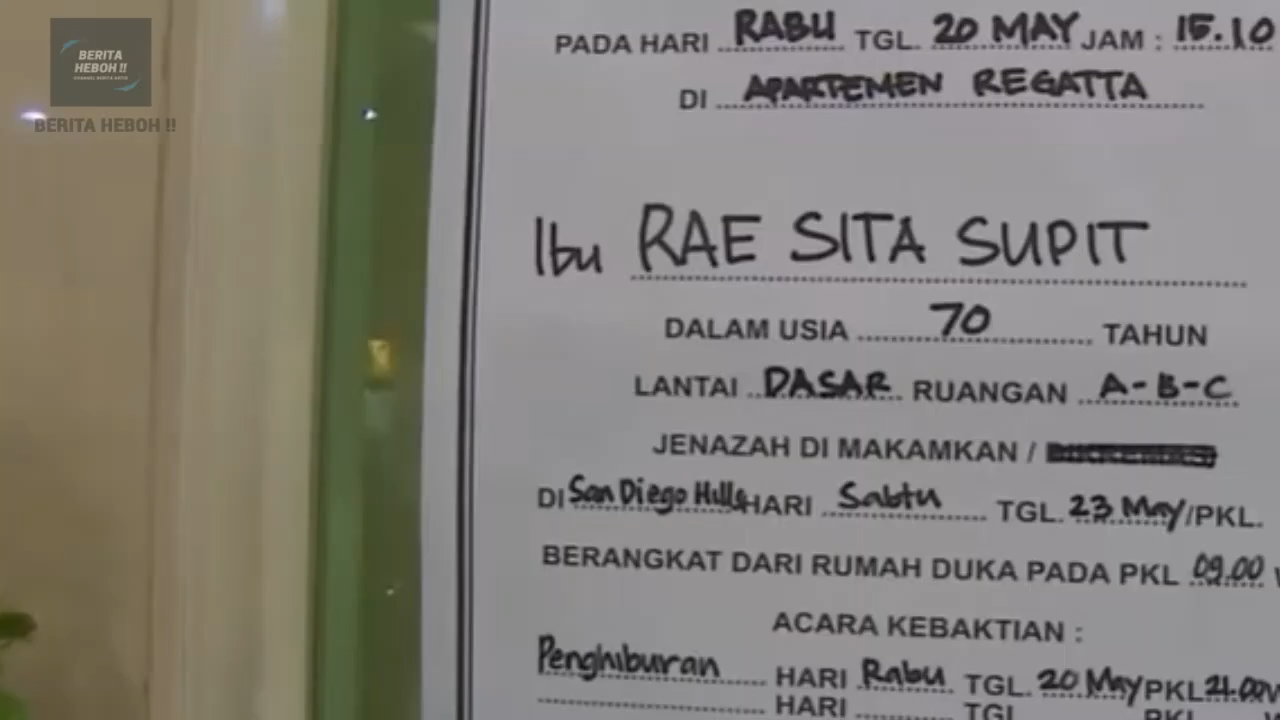 BERITA
HEBOH !!
BERITA HEBOH !!
PADA HARI RABU TGL. 20 MAY JAM : 15.10
DI APARTEMEN REGATTA
Ibu RAE SITA SUPIT
DALAM USIA 70 TAHUN
LANTAI DASAR RUANGAN A-B-C
JENAZAH DI MAKAMKAN /
DI San Diego Hills HARI Sabtu TGL. 23 May/PKL.
BERANGKAT DARI RUMAH DUKA PADA PKL 09.00
ACARA KEBAKTIAN :
Penghiburan HARI Rabu TGL. 20 May PKL 21.00
HARI TGL PKL